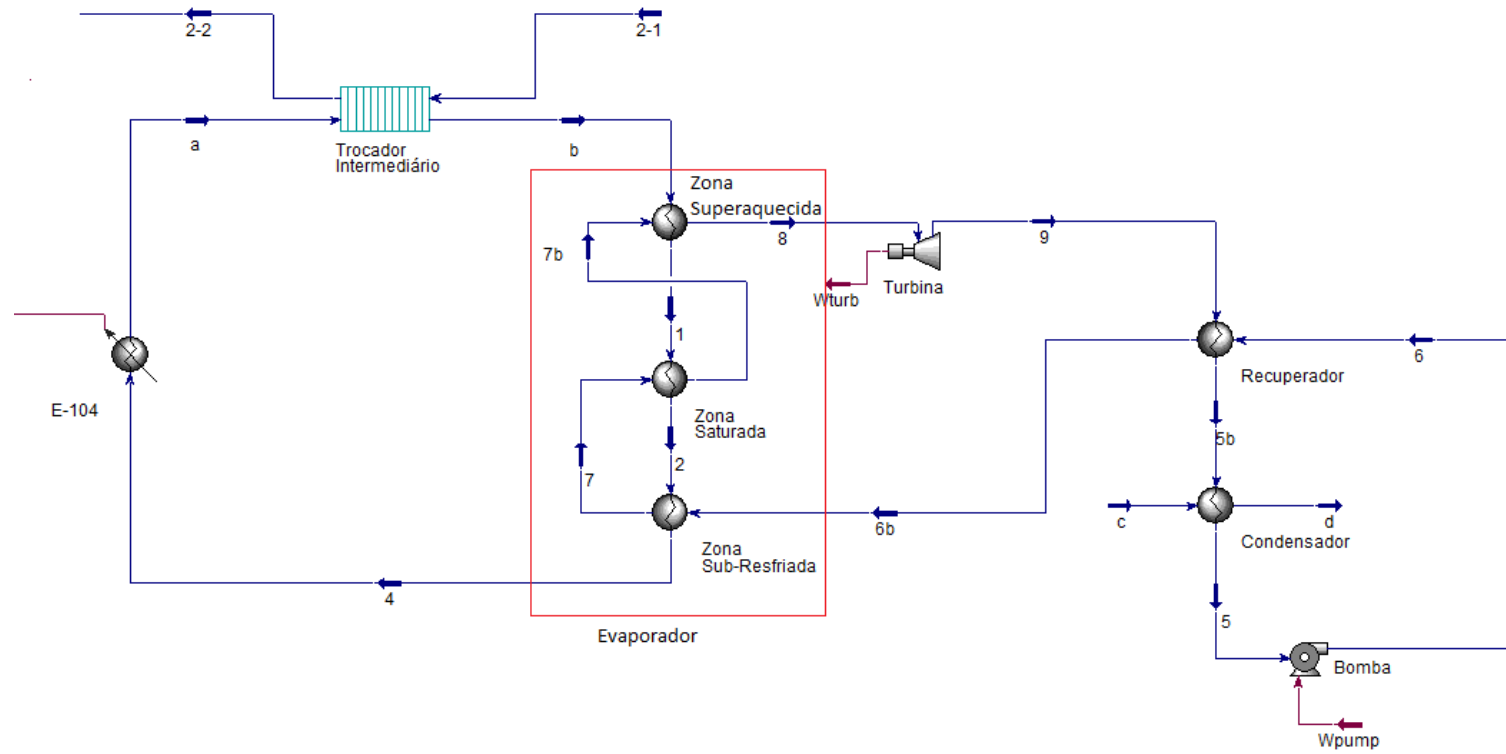 2-2
2-1
a
Trocador
Intermediário
b
Zona
Superaquecida
7b
8
Wturb
Turbina
9
1
E-104
Zona
Saturada
Recuperador
6
5b
7
2
Zona
Sub-Resfriada
6b
c
d
Condensador
4
Evaporador
5
Bomba
Wpump